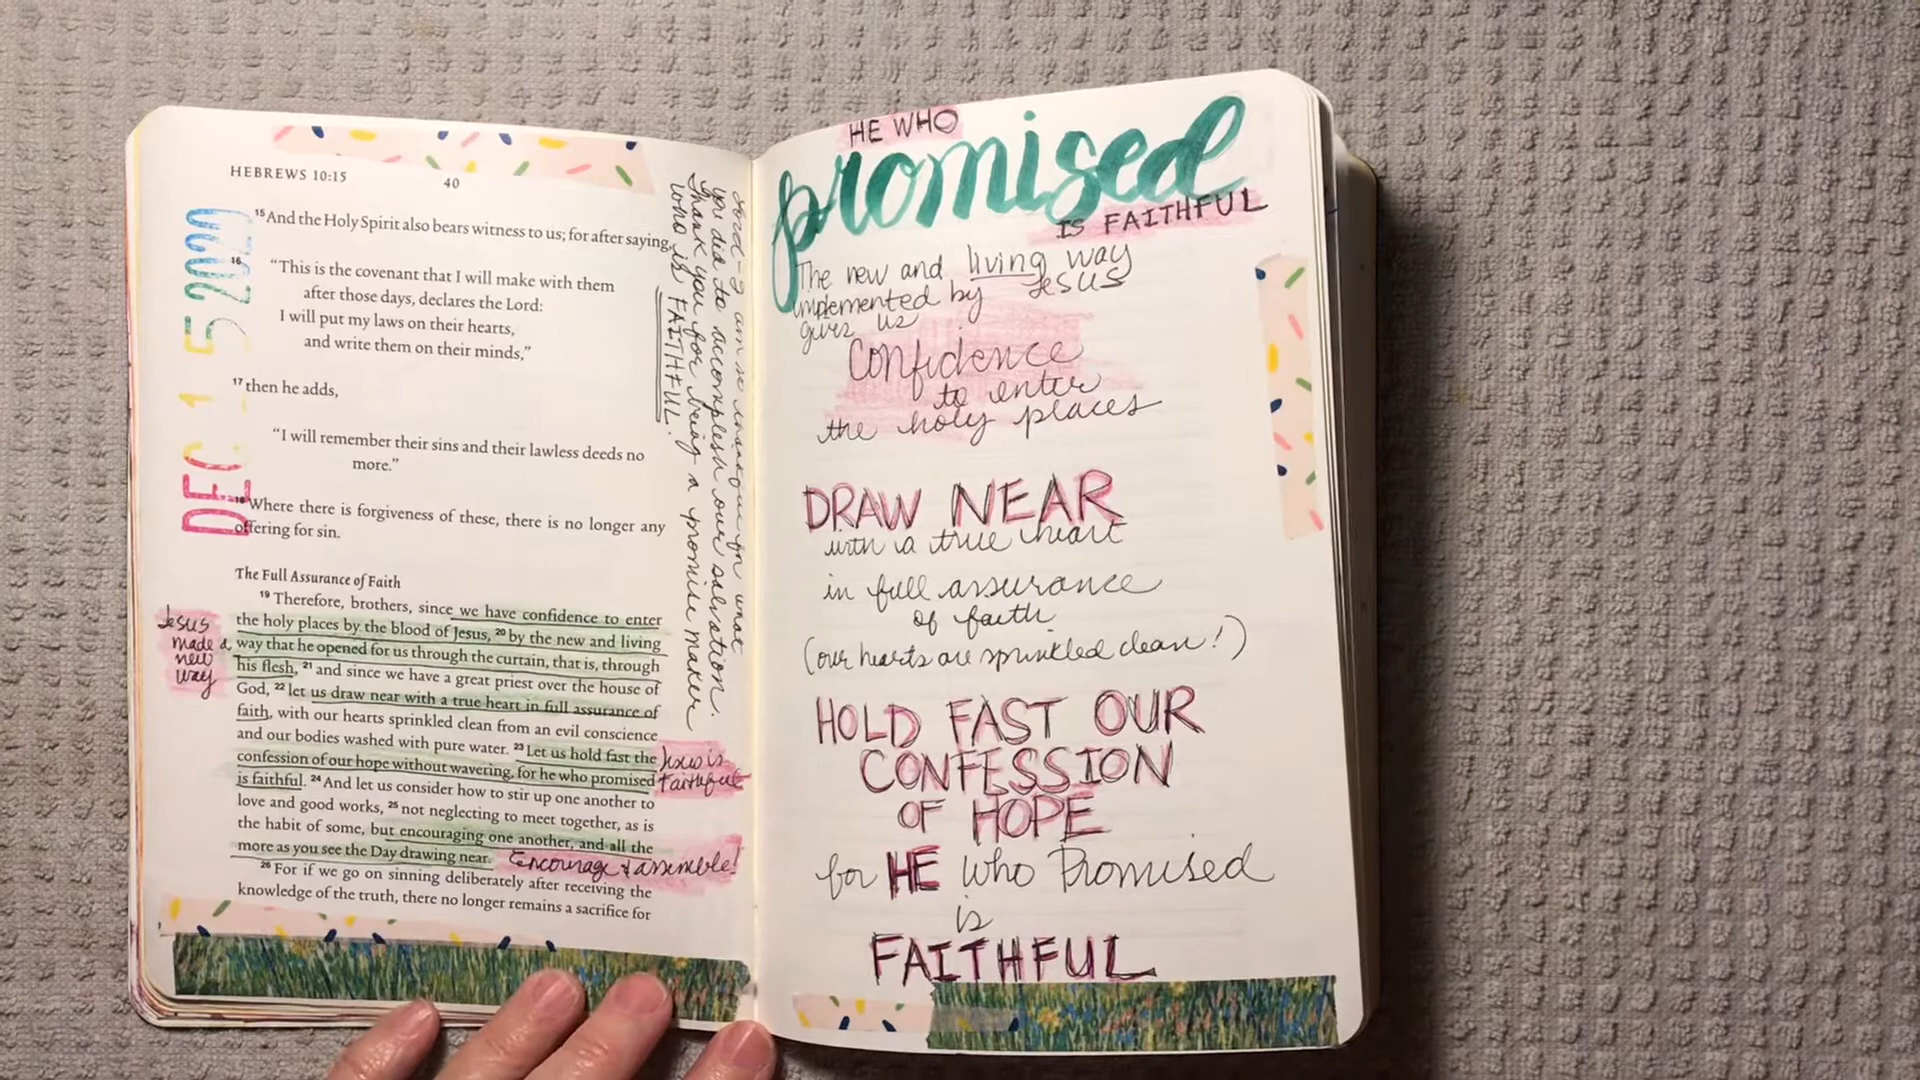 HEBREWS 10:15
40
DEC 15 2020
15 And the Holy Spirit also bears witness to us; for after saying,
16 “This is the covenant that I will make with them
after those days, declares the Lord:
I will put my laws on their hearts,
and write them on their minds,”
17 then he adds,
“I will remember their sins and their lawless deeds no
more.”
18 Where there is forgiveness of these, there is no longer any
offering for sin.
The Full Assurance of Faith
19 Therefore, brothers, since we have confidence to enter
the holy places by the blood of Jesus, 20 by the new and living
way that he opened for us through the curtain, that is, through
his flesh, 21 and since we have a great priest over the house of
God, 22 let us draw near with a true heart in full assurance of
faith, with our hearts sprinkled clean from an evil conscience
and our bodies washed with pure water. 23 Let us hold fast the
confession of our hope without wavering, for he who promised
is faithful. 24 And let us consider how to stir up one another to
love and good works, 25 not neglecting to meet together, as is
the habit of some, but encouraging one another, and all the
more as you see the Day drawing near.
26 For if we go on sinning deliberately after receiving the
knowledge of the truth, there no longer remains a sacrifice for
Jesus
made a
new
way
Jesus is
faithful
Encourage & assemble!
Lord - I am so in for what
you did to accomplish our salvation.
Thank you for being a promise maker
who is FAITHFUL.
HE WHO
promised
IS FAITHFUL
The new and living way
implemented by Jesus
gives us
Confidence
to enter
the holy places
DRAW NEAR
with a true heart
in full assurance
of faith
(our hearts are sprinkled clean!)
HOLD FAST OUR
CONFESSION
OF HOPE
for HE who Promised
is
FAITHFUL